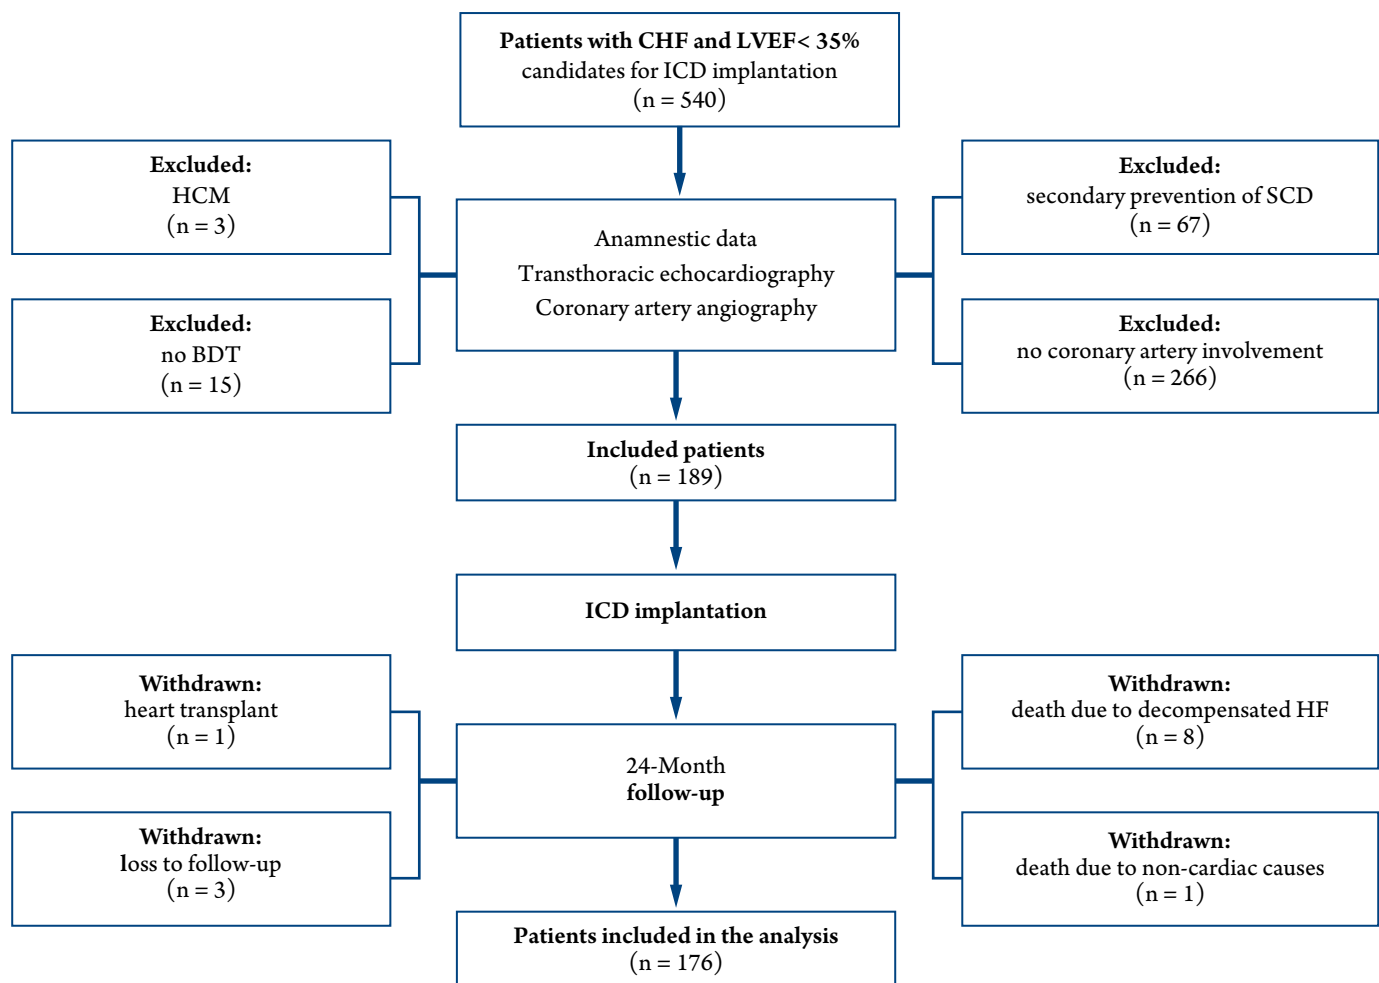 Patients with CHF and LVEF< 35%
candidates for ICD implantation
(n = 540)
Excluded:
HCM
(n = 3)
Excluded:
secondary prevention of SCD
(n = 67)
Anamnestic data
Transthoracic echocardiography
Coronary artery angiography
Excluded:
no BDT
(n = 15)
Excluded:
no coronary artery involvement
(n = 266)
Included patients
(n = 189)
ICD implantation
Withdrawn:
heart transplant
(n = 1)
Withdrawn:
death due to decompensated HF
(n = 8)
24-Month
follow-up
Withdrawn:
loss to follow-up
(n = 3)
Withdrawn:
death due to non-cardiac causes
(n = 1)
Patients included in the analysis
(n = 176)